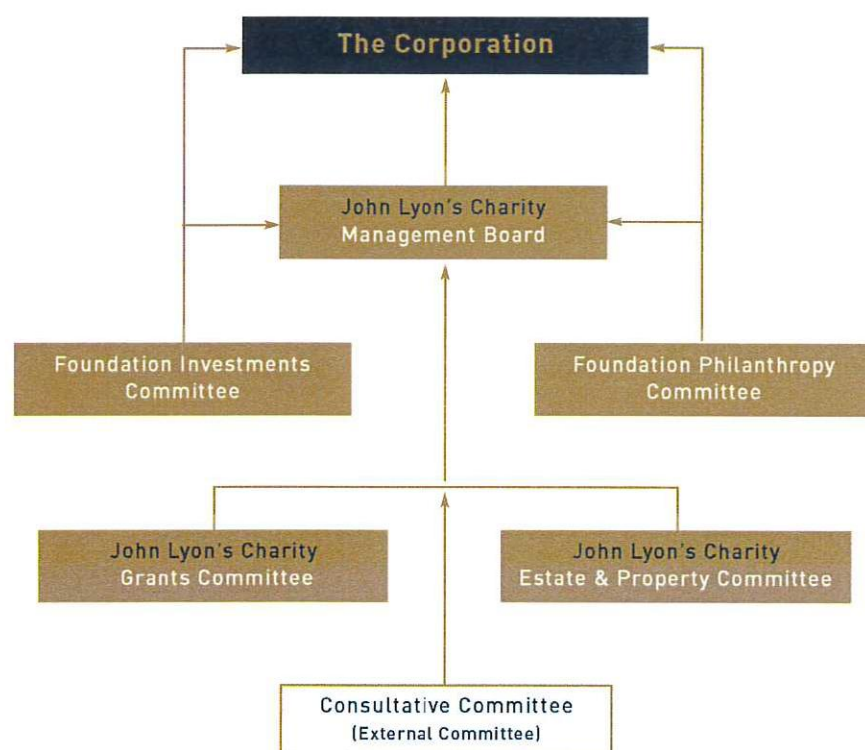 The Corporation
John Lyon's Charity
Management Board
Foundation Investments
Committee
Foundation Philanthropy
Committee
John Lyon's Charity
Grants Committee
John Lyon's Charity
Estate & Property Committee
Consultative Committee
(External Committee)